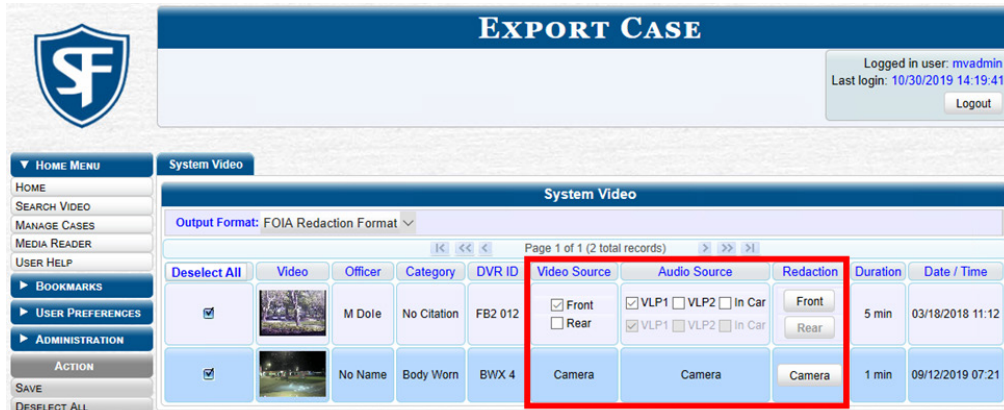 EXPORT CASE
SF
Logged in user: mvadmin
Last login: 10/30/2019 14:19:41
Logout
HOME MENU
HOME
SEARCH VIDEO
MANAGE CASES
MEDIA READER
USER HELP
BOOKMARKS
USER PREFERENCES
ADMINISTRATION
ACTION
SAVE
DESELECT ALL
System Video
System Video
Output Format: FOIA Redaction Format
Page 1 of 1 (2 total records)
Deselect All Video Officer Category DVR ID Video Source Audio Source Redaction Duration Date / Time
M Dole No Citation FB2 012 Front VLP1 VLP2 In Car Front 5 min 03/18/2018 11:12
Rear VLP1 VLP2 In Car Rear
No Name Body Worn BWX 4 Camera Camera Camera 1 min 09/12/2019 07:21